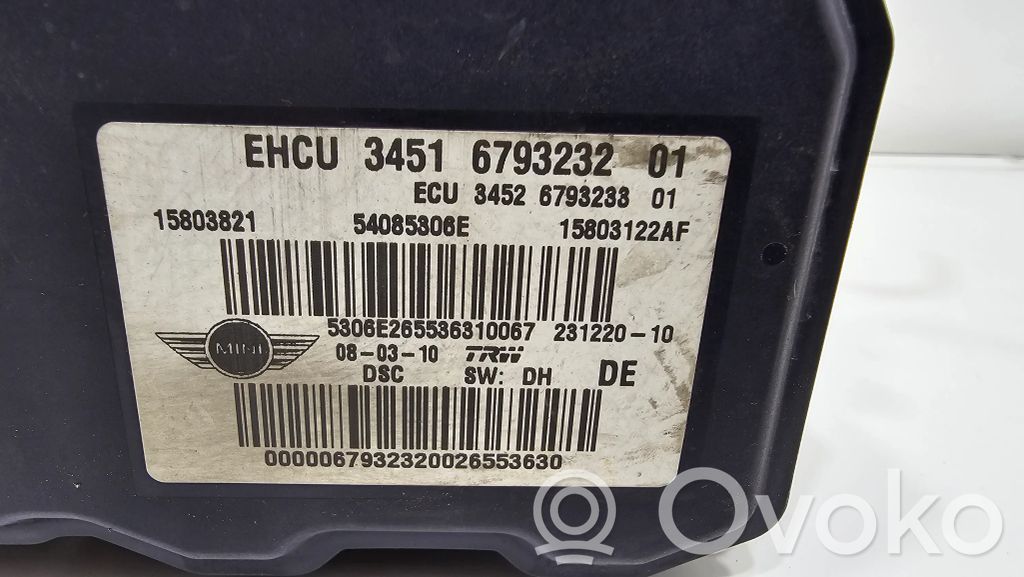 EHCU 3451 6793232 01
ECU 3452 6793233 01
15803821 54085306E 15803122AF
5306E265536310067 231220-10
MINI 08-03-10 TRW
DSC SW: DH DE
0000067932320026553630
Ovoko